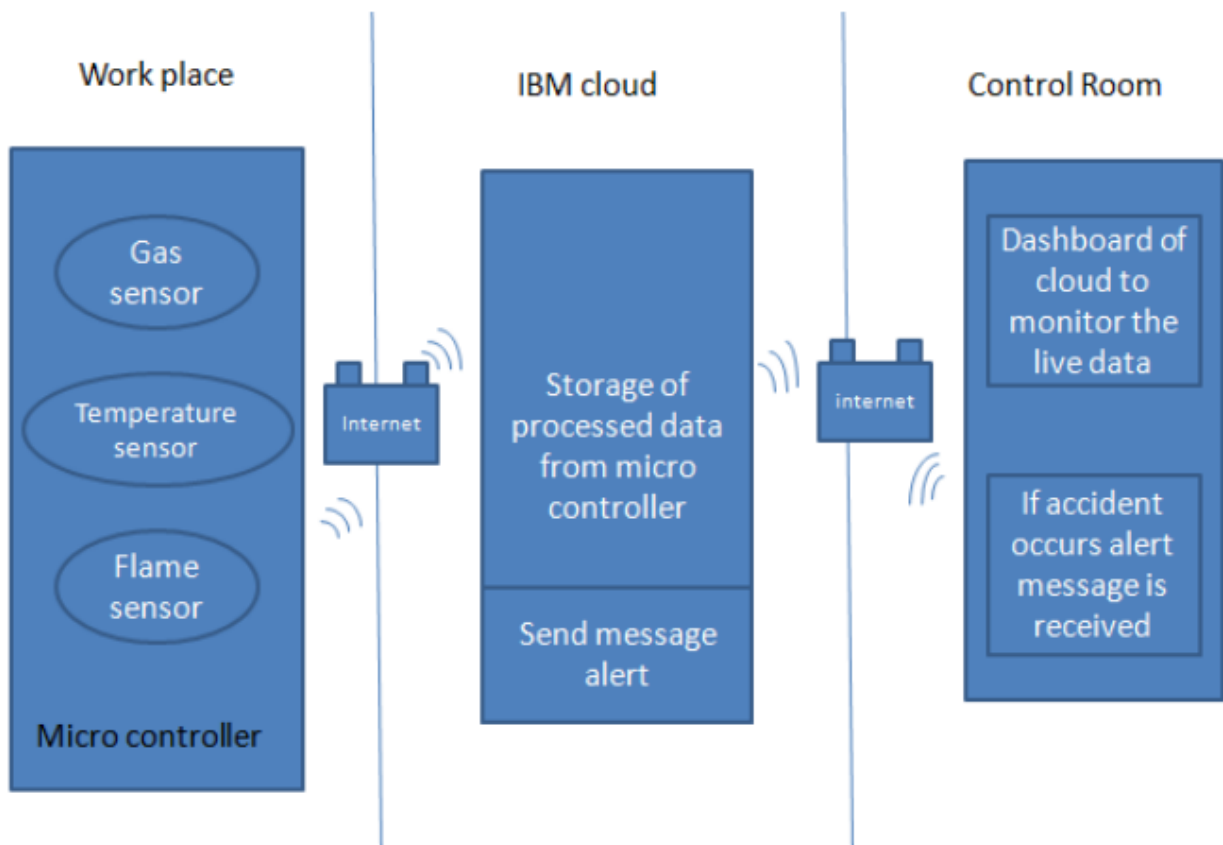 Work place
Gas
sensor
Temperature
sensor
Flame
sensor
Micro controller
Internet
IBM cloud
Storage of
processed data
from micro
controller
Send message
alert
internet
Control Room
Dashboard of
cloud to
monitor the
live data
If accident
occurs alert
message is
received